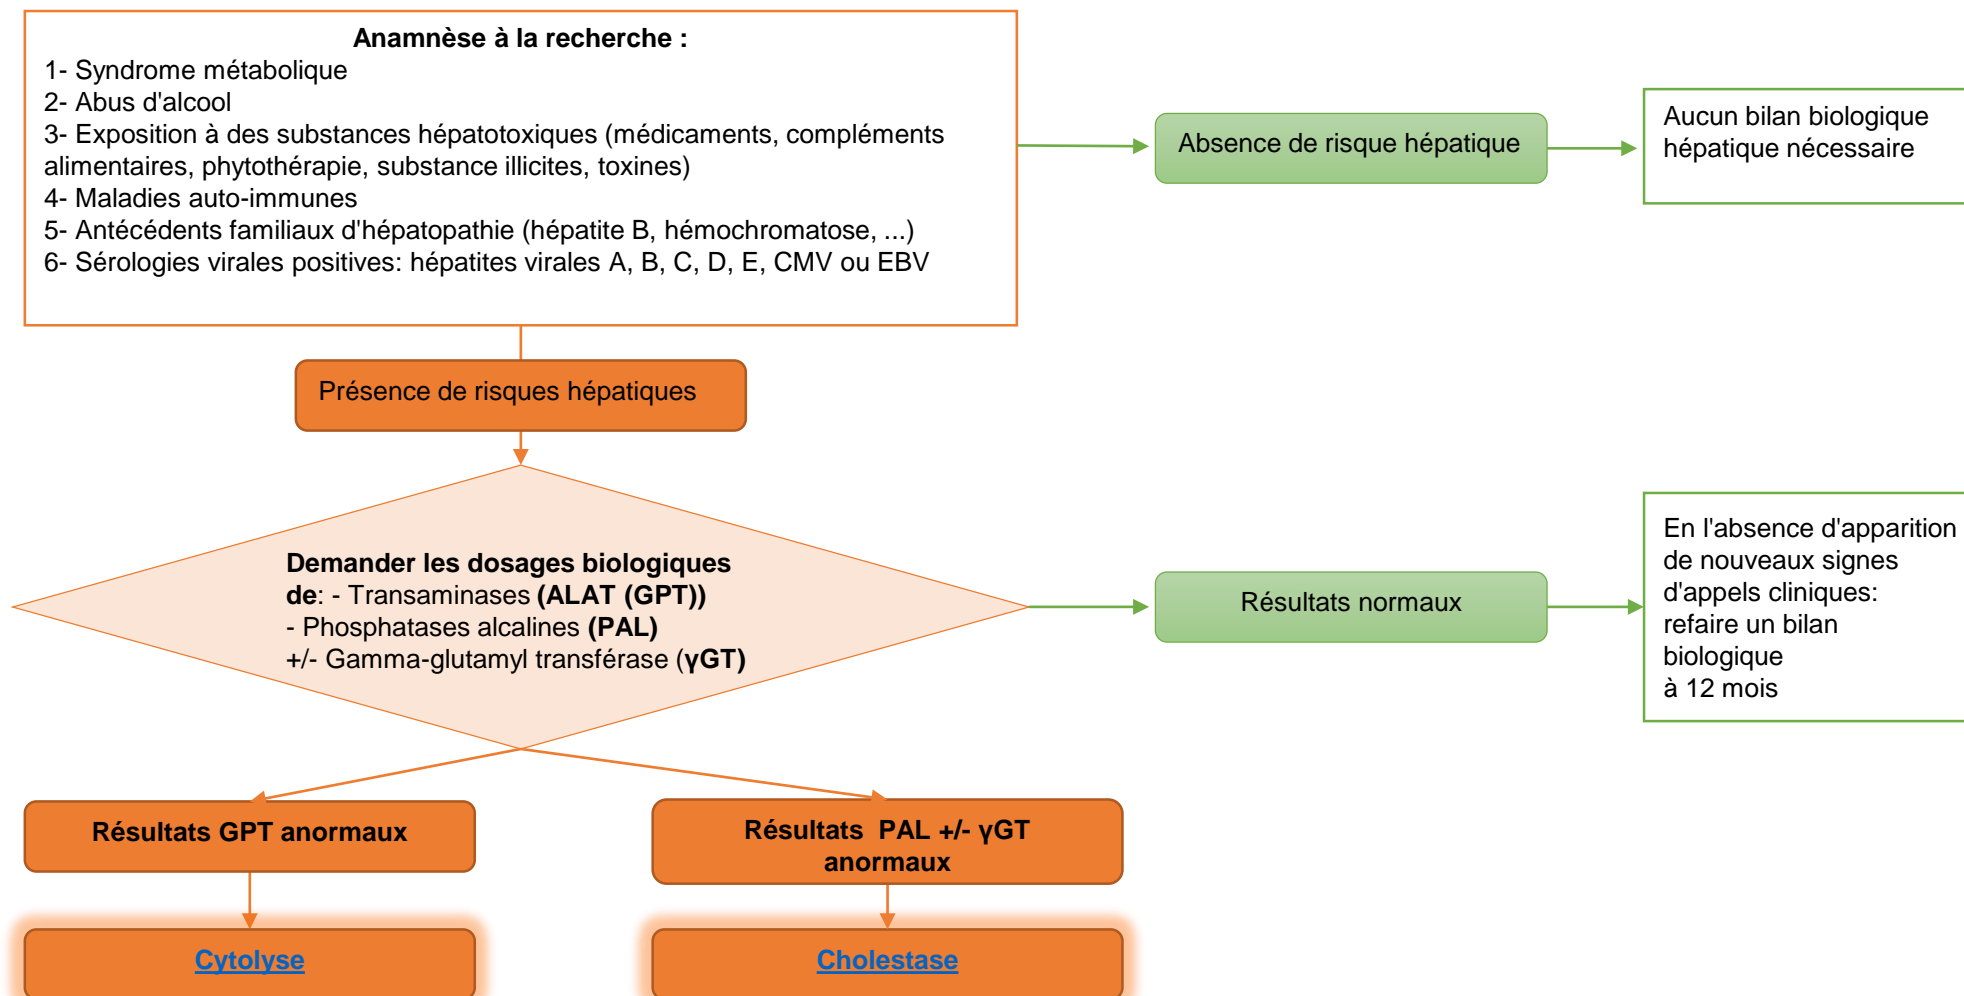 Anamnèse à la recherche :
1- Syndrome métabolique
2- Abus d'alcool
3- Exposition à des substances hépatotoxiques (médicaments, compléments
alimentaires, phytothérapie, substance illicites, toxines)
4- Maladies auto-immunes
5- Antécédents familiaux d'hépatopathie (hépatite B, hémochromatose, ...)
6- Sérologies virales positives: hépatites virales A, B, C, D, E, CMV ou EBV
Absence de risque hépatique
Aucun bilan biologique
hépatique nécessaire
Présence de risques hépatiques
Demander les dosages biologiques
de: - Transaminases (ALAT (GPT))
- Phosphatases alcalines (PAL)
+/- Gamma-glutamyl transférase (γGT)
Résultats normaux
En l'absence d'apparition
de nouveaux signes
d'appels cliniques:
refaire un bilan
biologique
à 12 mois
Résultats GPT anormaux
Résultats  PAL +/- γGT
anormaux
Cytolyse
Cholestase